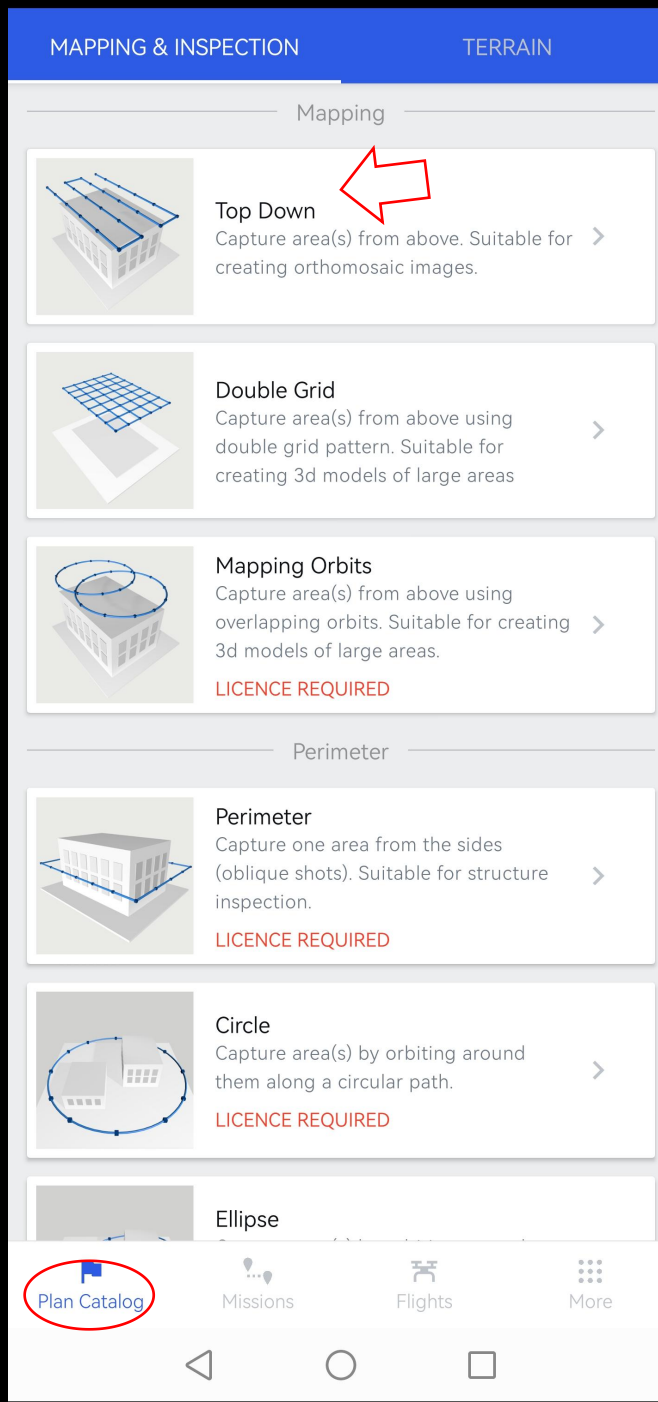 MAPPING & INSPECTION
TERRAIN
Mapping
Top Down
Capture area(s) from above. Suitable for
creating orthomosaic images.
Double Grid
Capture area(s) from above using
double grid pattern. Suitable for
creating 3d models of large areas
Mapping Orbits
Capture area(s) from above using
overlapping orbits. Suitable for creating
3d models of large areas.
LICENCE REQUIRED
Perimeter
Perimeter
Capture one area from the sides
(oblique shots). Suitable for structure
inspection.
LICENCE REQUIRED
Circle
Capture area(s) by orbiting around
them along a circular path.
LICENCE REQUIRED
Ellipse
Plan Catalog
Missions
Flights
More